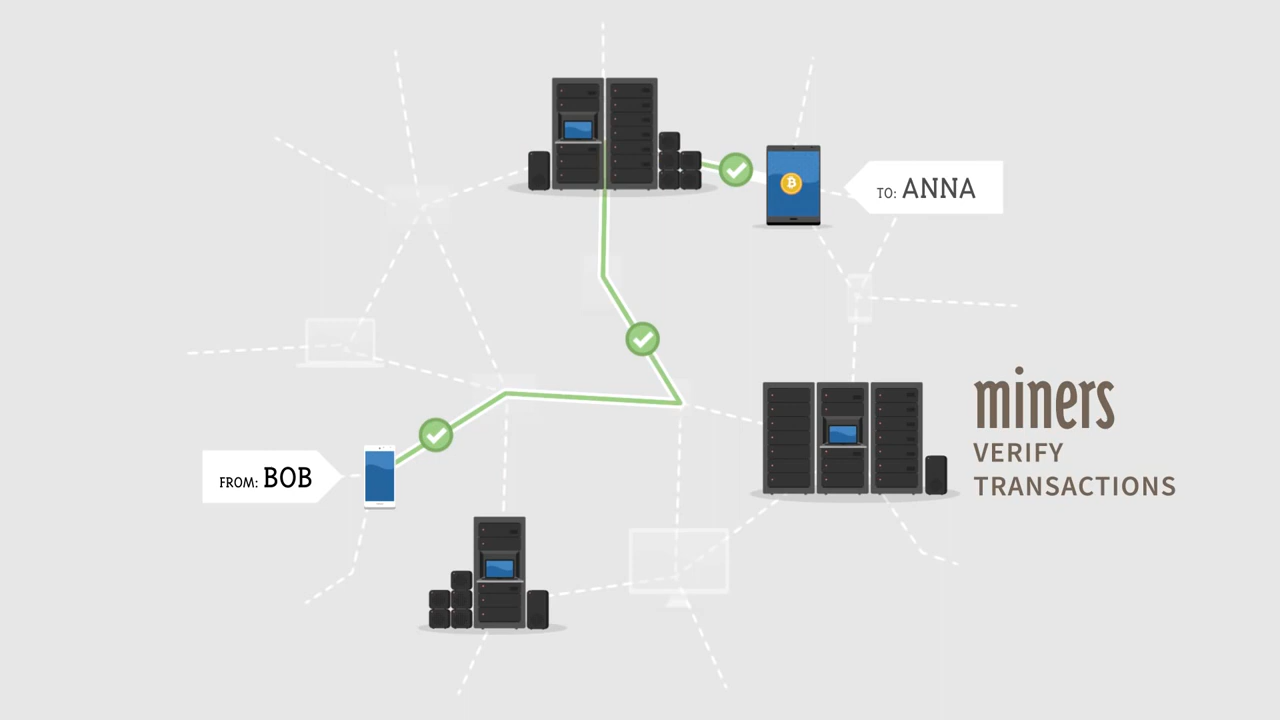 TO: ANNA
miners
VERIFY
TRANSACTIONS
FROM: BOB